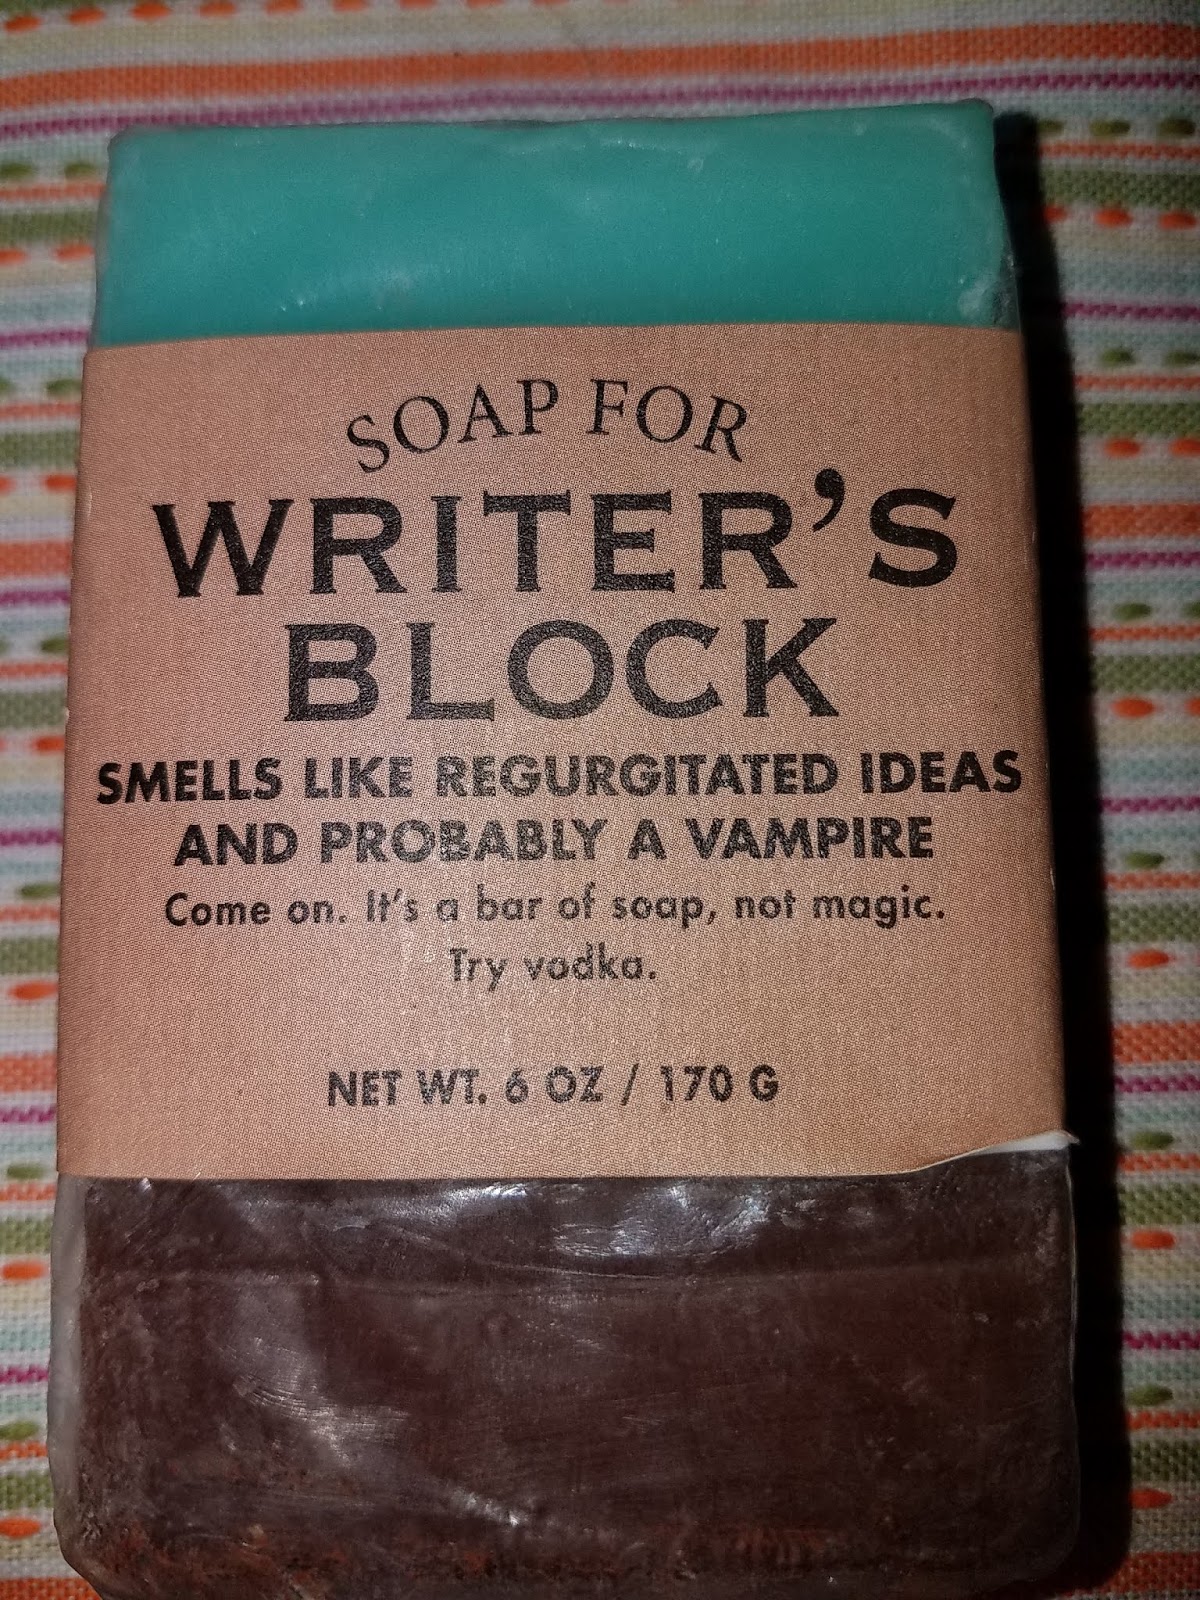 SOAP FOR
WRITER'S
BLOCK
SMELLS LIKE REGURGITATED IDEAS
AND PROBABLY A VAMPIRE
Come on. It's a bar of soap, not magic.
Try vodka.
NET WT. 6 OZ / 170 G